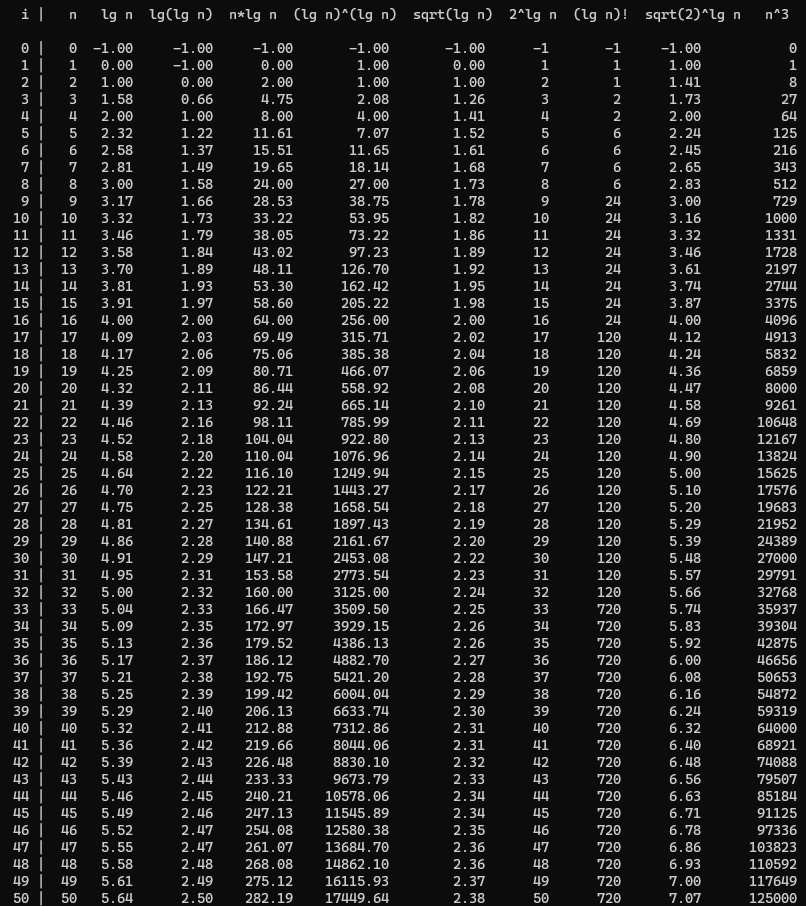 i | n lg n lg(lg n) n*lg n (lg n)^(lg n) sqrt(lg n) 2^lg n (lg n)! sqrt(2)^lg n n^3
0 | 0 -1.00 -1.00 -1.00 -1.00 -1.00 -1 -1 -1.00 0
1 | 1 0.00 -1.00 0.00 1.00 0.00 1 1 1.00 1
2 | 2 1.00 0.00 2.00 1.00 1.00 2 1 1.41 8
3 | 3 1.58 0.66 4.75 2.08 1.26 3 2 1.73 27
4 | 4 2.00 1.00 8.00 4.00 1.41 4 2 2.00 64
5 | 5 2.32 1.22 11.61 7.07 1.52 5 6 2.24 125
6 | 6 2.58 1.37 15.51 11.65 1.61 6 6 2.45 216
7 | 7 2.81 1.49 19.65 18.14 1.68 7 6 2.65 343
8 | 8 3.00 1.58 24.00 27.00 1.73 8 6 2.83 512
9 | 9 3.17 1.66 28.53 38.75 1.78 9 24 3.00 729
10 | 10 3.32 1.73 33.22 53.95 1.82 10 24 3.16 1000
11 | 11 3.46 1.79 38.05 73.22 1.86 11 24 3.32 1331
12 | 12 3.58 1.84 43.02 97.23 1.89 12 24 3.46 1728
13 | 13 3.70 1.89 48.11 126.70 1.92 13 24 3.61 2197
14 | 14 3.81 1.93 53.30 162.42 1.95 14 24 3.74 2744
15 | 15 3.91 1.97 58.60 205.22 1.98 15 24 3.87 3375
16 | 16 4.00 2.00 64.00 256.00 2.00 16 24 4.00 4096
17 | 17 4.09 2.03 69.49 315.71 2.02 17 120 4.12 4913
18 | 18 4.17 2.06 75.06 385.38 2.04 18 120 4.24 5832
19 | 19 4.25 2.09 80.71 466.07 2.06 19 120 4.36 6859
20 | 20 4.32 2.11 86.44 558.92 2.08 20 120 4.47 8000
21 | 21 4.39 2.13 92.24 665.14 2.10 21 120 4.58 9261
22 | 22 4.46 2.16 98.11 785.99 2.11 22 120 4.69 10648
23 | 23 4.52 2.18 104.04 922.80 2.13 23 120 4.80 12167
24 | 24 4.58 2.20 110.04 1076.96 2.14 24 120 4.90 13824
25 | 25 4.64 2.22 116.10 1249.94 2.15 25 120 5.00 15625
26 | 26 4.70 2.23 122.21 1443.27 2.17 26 120 5.10 17576
27 | 27 4.75 2.25 128.38 1658.54 2.18 27 120 5.20 19683
28 | 28 4.81 2.27 134.61 1897.43 2.19 28 120 5.29 21952
29 | 29 4.86 2.28 140.88 2161.67 2.20 29 120 5.39 24389
30 | 30 4.91 2.29 147.21 2453.08 2.22 30 120 5.48 27000
31 | 31 4.95 2.31 153.58 2773.54 2.23 31 120 5.57 29791
32 | 32 5.00 2.32 160.00 3125.00 2.24 32 120 5.66 32768
33 | 33 5.04 2.33 166.47 3509.50 2.25 33 720 5.74 35937
34 | 34 5.09 2.35 172.97 3929.15 2.26 34 720 5.83 39304
35 | 35 5.13 2.36 179.52 4386.13 2.26 35 720 5.92 42875
36 | 36 5.17 2.37 186.12 4882.70 2.27 36 720 6.00 46656
37 | 37 5.21 2.38 192.75 5421.20 2.28 37 720 6.08 50653
38 | 38 5.25 2.39 199.42 6004.04 2.29 38 720 6.16 54872
39 | 39 5.29 2.40 206.13 6633.74 2.30 39 720 6.24 59319
40 | 40 5.32 2.41 212.88 7312.86 2.31 40 720 6.32 64000
41 | 41 5.36 2.42 219.66 8044.06 2.31 41 720 6.40 68921
42 | 42 5.39 2.43 226.48 8830.10 2.32 42 720 6.48 74088
43 | 43 5.43 2.44 233.33 9673.79 2.33 43 720 6.56 79507
44 | 44 5.46 2.45 240.21 10578.06 2.34 44 720 6.63 85184
45 | 45 5.49 2.46 247.13 11545.89 2.34 45 720 6.71 91125
46 | 46 5.52 2.47 254.08 12580.38 2.35 46 720 6.78 97336
47 | 47 5.55 2.47 261.07 13684.70 2.36 47 720 6.86 103823
48 | 48 5.58 2.48 268.08 14862.10 2.36 48 720 6.93 110592
49 | 49 5.61 2.49 275.12 16115.93 2.37 49 720 7.00 117649
50 | 50 5.64 2.50 282.19 17449.64 2.38 50 720 7.07 125000